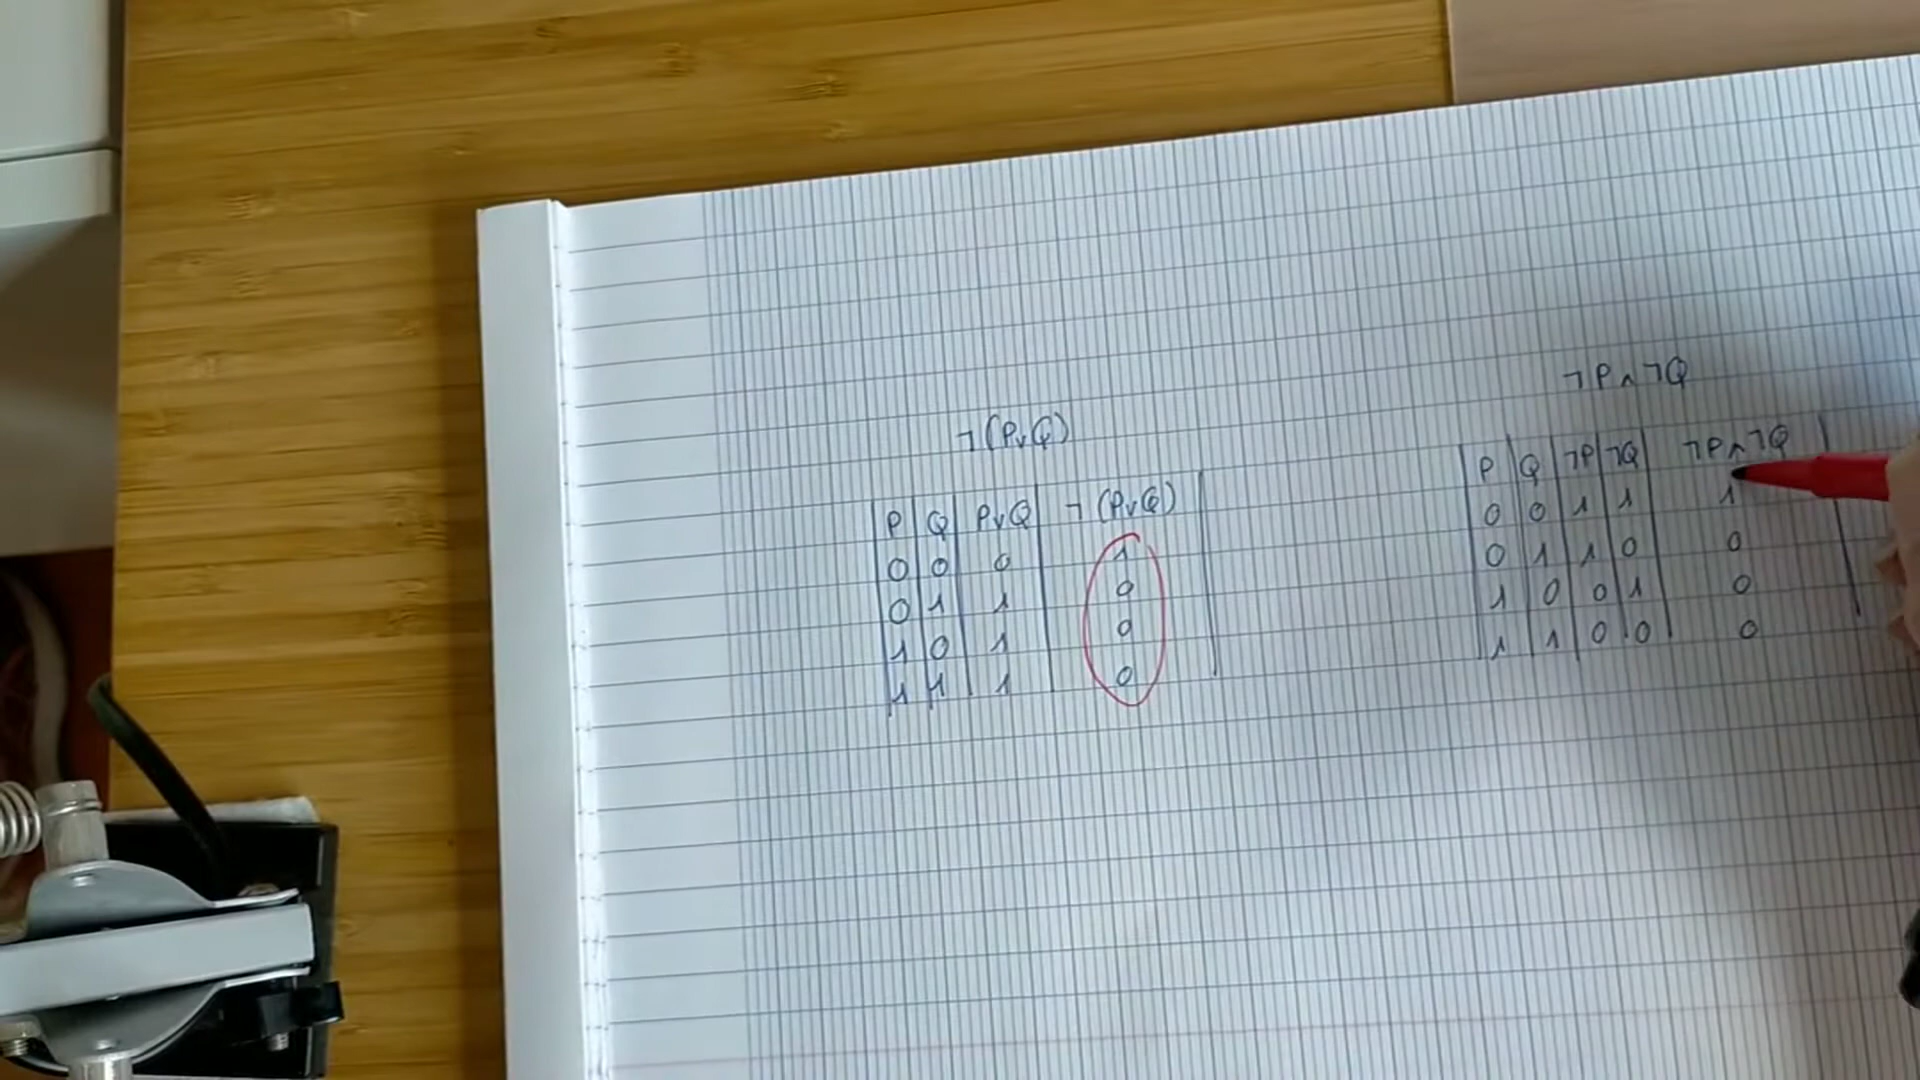 ¬(P∨Q)
P Q P∨Q ¬(P∨Q)
0 0 0 1
0 1 1 0
1 0 1 0
1 1 1 0
¬P∧¬Q
P Q ¬P ¬Q ¬P∧¬Q
0 0 1 1 1
0 1 1 0 0
1 0 0 1 0
1 1 0 0 0